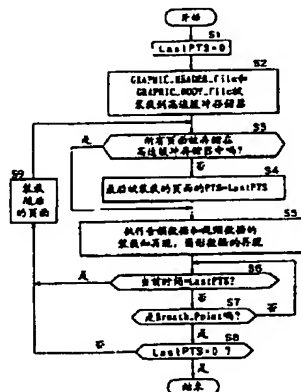 开始
S1
LastPTS=0
S2
GRAPHIC_HEADER_File和
GRAPHIC_BODY_File被
装载到高速缓冲存储器
S3
是
所有页面被存储在
高速缓冲存储器中吗?
否
S4
最后被装载的页面的PTS=LastPTS
S9
装载
随后
的页面
S5
执行音频数据和视频数据的
装载和再现,图形数据的再现
S6
是
当前时间=LastPTS?
否
S7
是Breath_Point吗?
否
是
S8
否
LastPTS=0 ?
是
结束